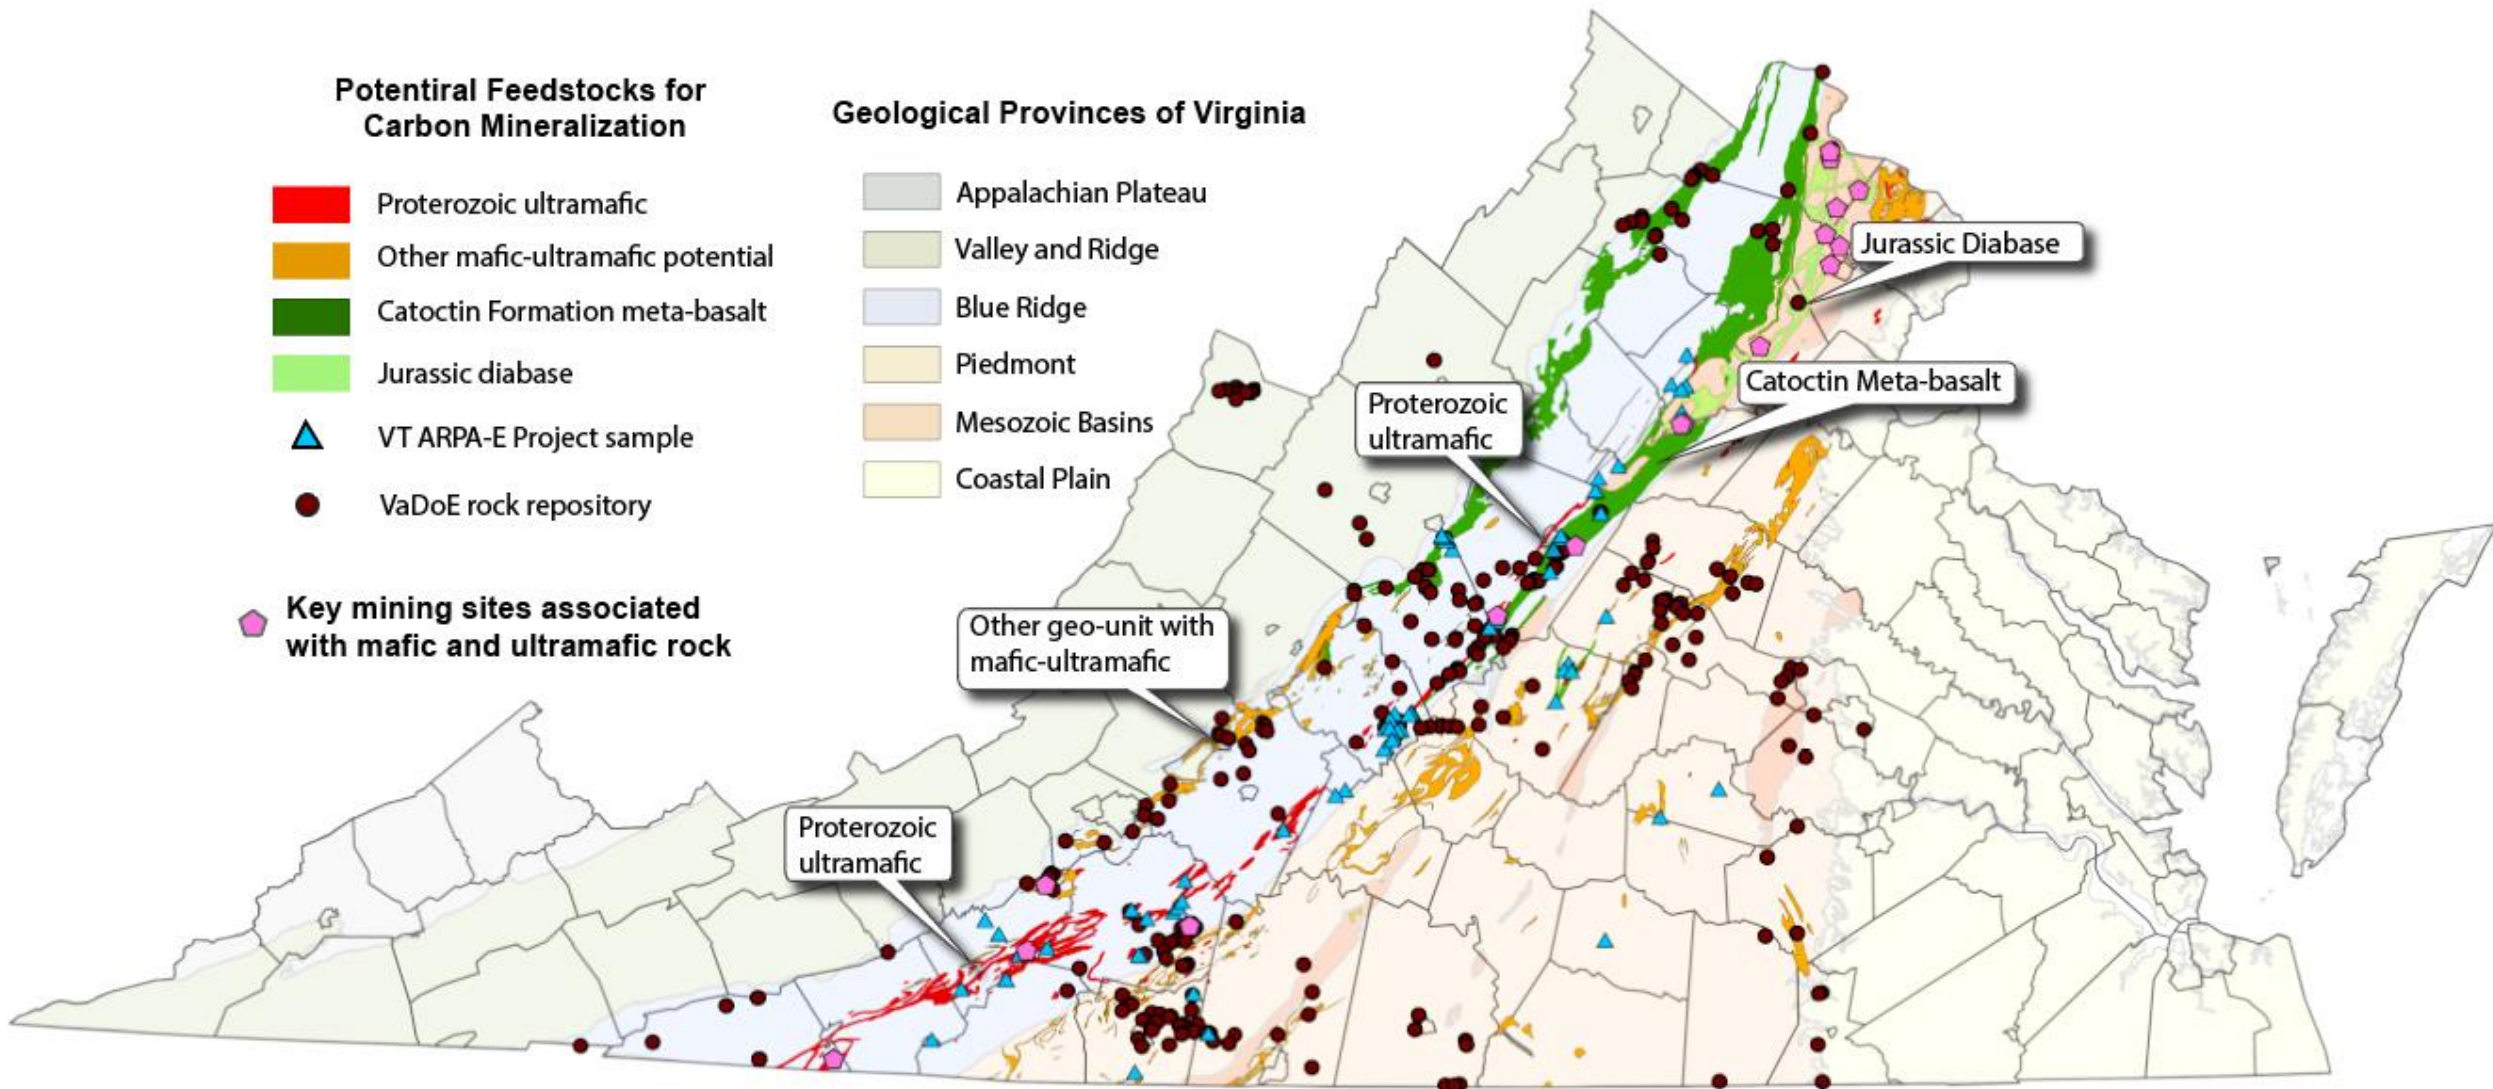 Potentiral Feedstocks for
Carbon Mineralization
Proterozoic ultramafic
Other mafic-ultramafic potential
Catoctin Formation meta-basalt
Jurassic diabase
VT ARPA-E Project sample
VaDoE rock repository
Key mining sites associated
with mafic and ultramafic rock
Geological Provinces of Virginia
Appalachian Plateau
Valley and Ridge
Blue Ridge
Piedmont
Mesozoic Basins
Coastal Plain
Jurassic Diabase
Catoctin Meta-basalt
Proterozoic
ultramafic
Other geo-unit with
mafic-ultramafic
Proterozoic
ultramafic